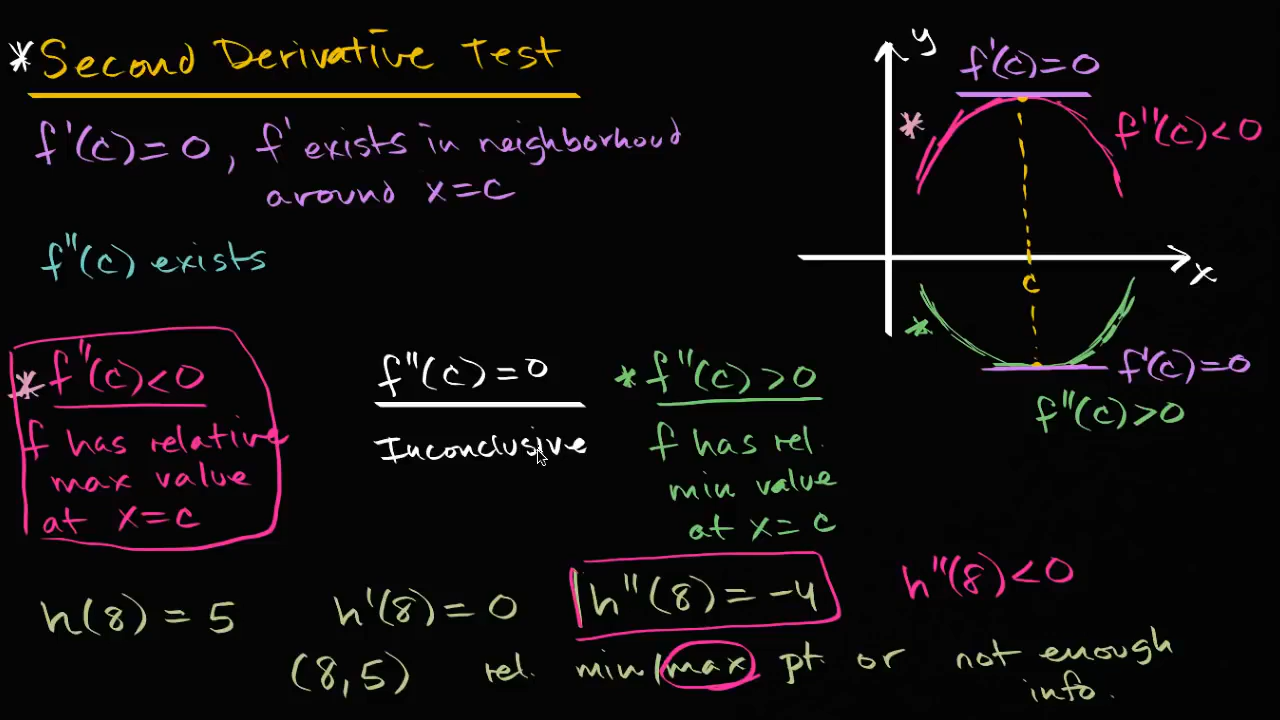 * Second Derivative Test
f'(c)=0, f' exists in neighborhood
around x=c
f''(c) exists
y
f'(c)=0
* f''(c)<0
x
c
*
f'(c)=0
f''(c)>0
* f''(c)<0
f has relative
max value
at x=c
f''(c)=0
Inconclusive
* f''(c)>0
f has rel.
min value
at x=c
h(8)=5 h'(8)=0 h''(8)=-4 h''(8)<0
(8,5) rel. min/max pt. or not enough
info.